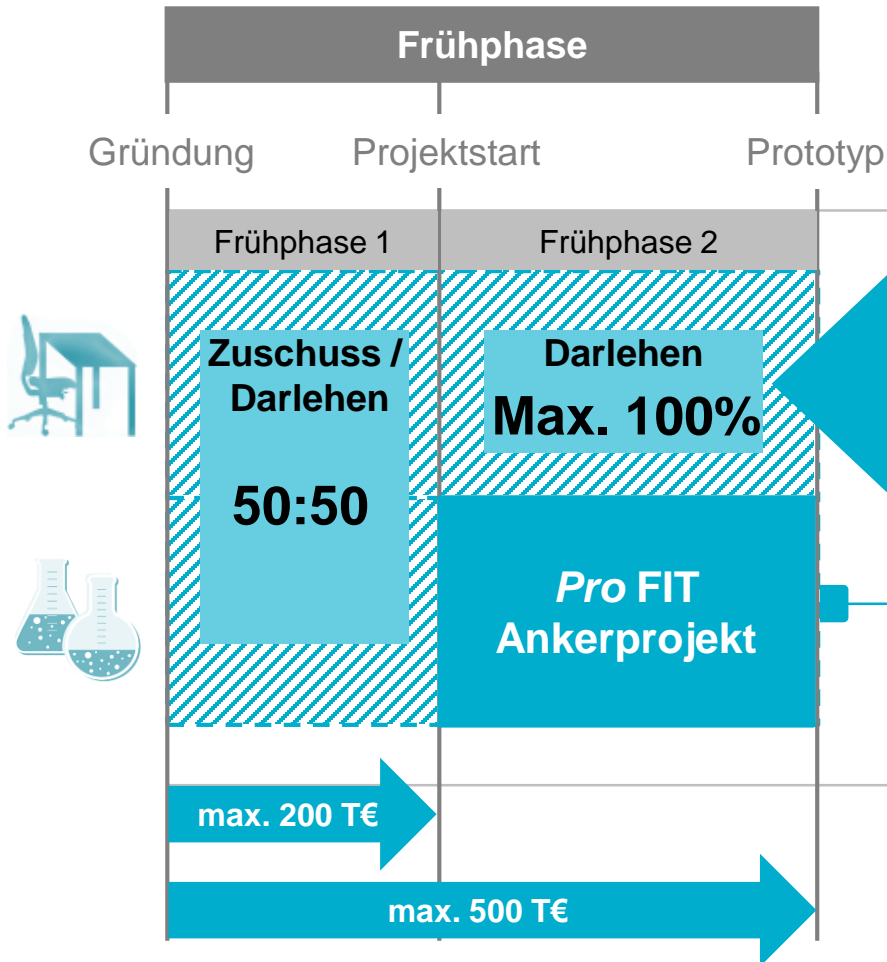 Frühphase
Gründung
Projektstart
Prototyp
Frühphase 1
Frühphase 2
Zuschuss /
Darlehen
50:50
Darlehen
Max. 100%
Pro FIT
Ankerprojekt
max. 200 T€
max. 500 T€